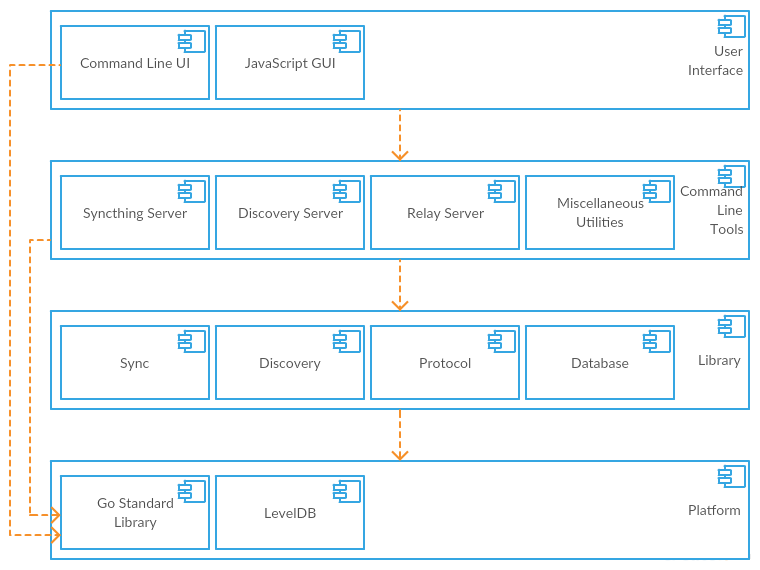 Command Line UI
JavaScript GUI
User
Interface
Syncthing Server
Discovery Server
Relay Server
Miscellaneous
Utilities
Command
Line
Tools
Sync
Discovery
Protocol
Database
Library
Go Standard
Library
LevelDB
Platform